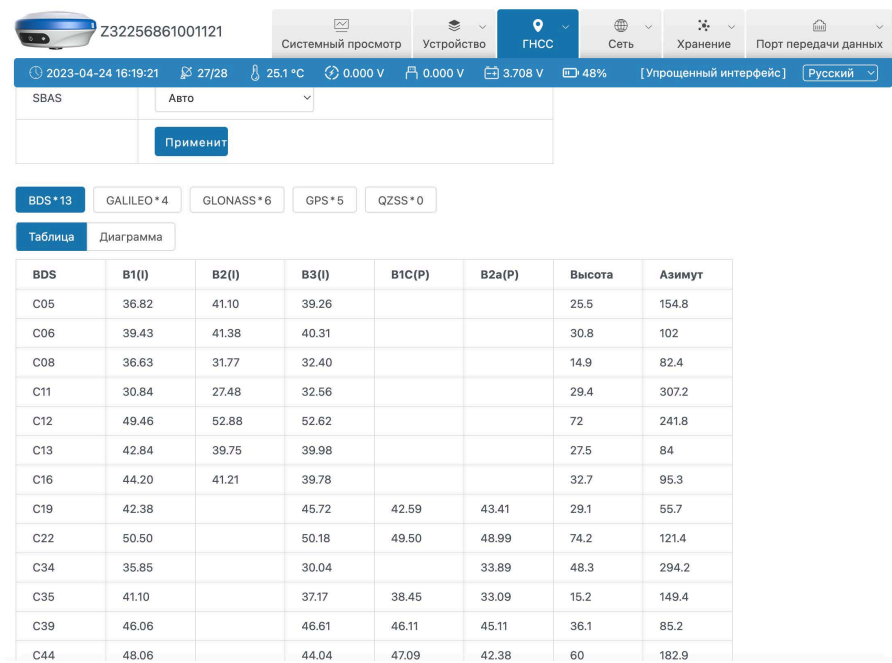 Z32256861001121
Системный просмотр Устройство ГНСС Сеть Хранение Порт передачи данных
2023-04-24 16:19:21 27/28 25.1 °C 0.000 V 0.000 V 3.708 V 48% [Упрощенный интерфейс] Русский
SBAS Авто
Применит
BDS*13 GALILEO*4 GLONASS*6 GPS*5 QZSS*0
Таблица Диаграмма
BDS B1(I) B2(I) B3(I) B1C(P) B2a(P) Высота Азимут
C05 36.82 41.10 39.26 25.5 154.8
C06 39.43 41.38 40.31 30.8 102
C08 36.63 31.77 32.40 14.9 82.4
C11 30.84 27.48 32.56 29.4 307.2
C12 49.46 52.88 52.62 72 241.8
C13 42.84 39.75 39.98 27.5 84
C16 44.20 41.21 39.78 32.7 95.3
C19 42.38 45.72 42.59 43.41 29.1 55.7
C22 50.50 50.18 49.50 48.99 74.2 121.4
C34 35.85 30.04 33.89 48.3 294.2
C35 41.10 37.17 38.45 33.09 15.2 149.4
C39 46.06 46.61 46.11 45.11 36.1 85.2
C44 48.06 44.04 47.09 42.38 60 182.9